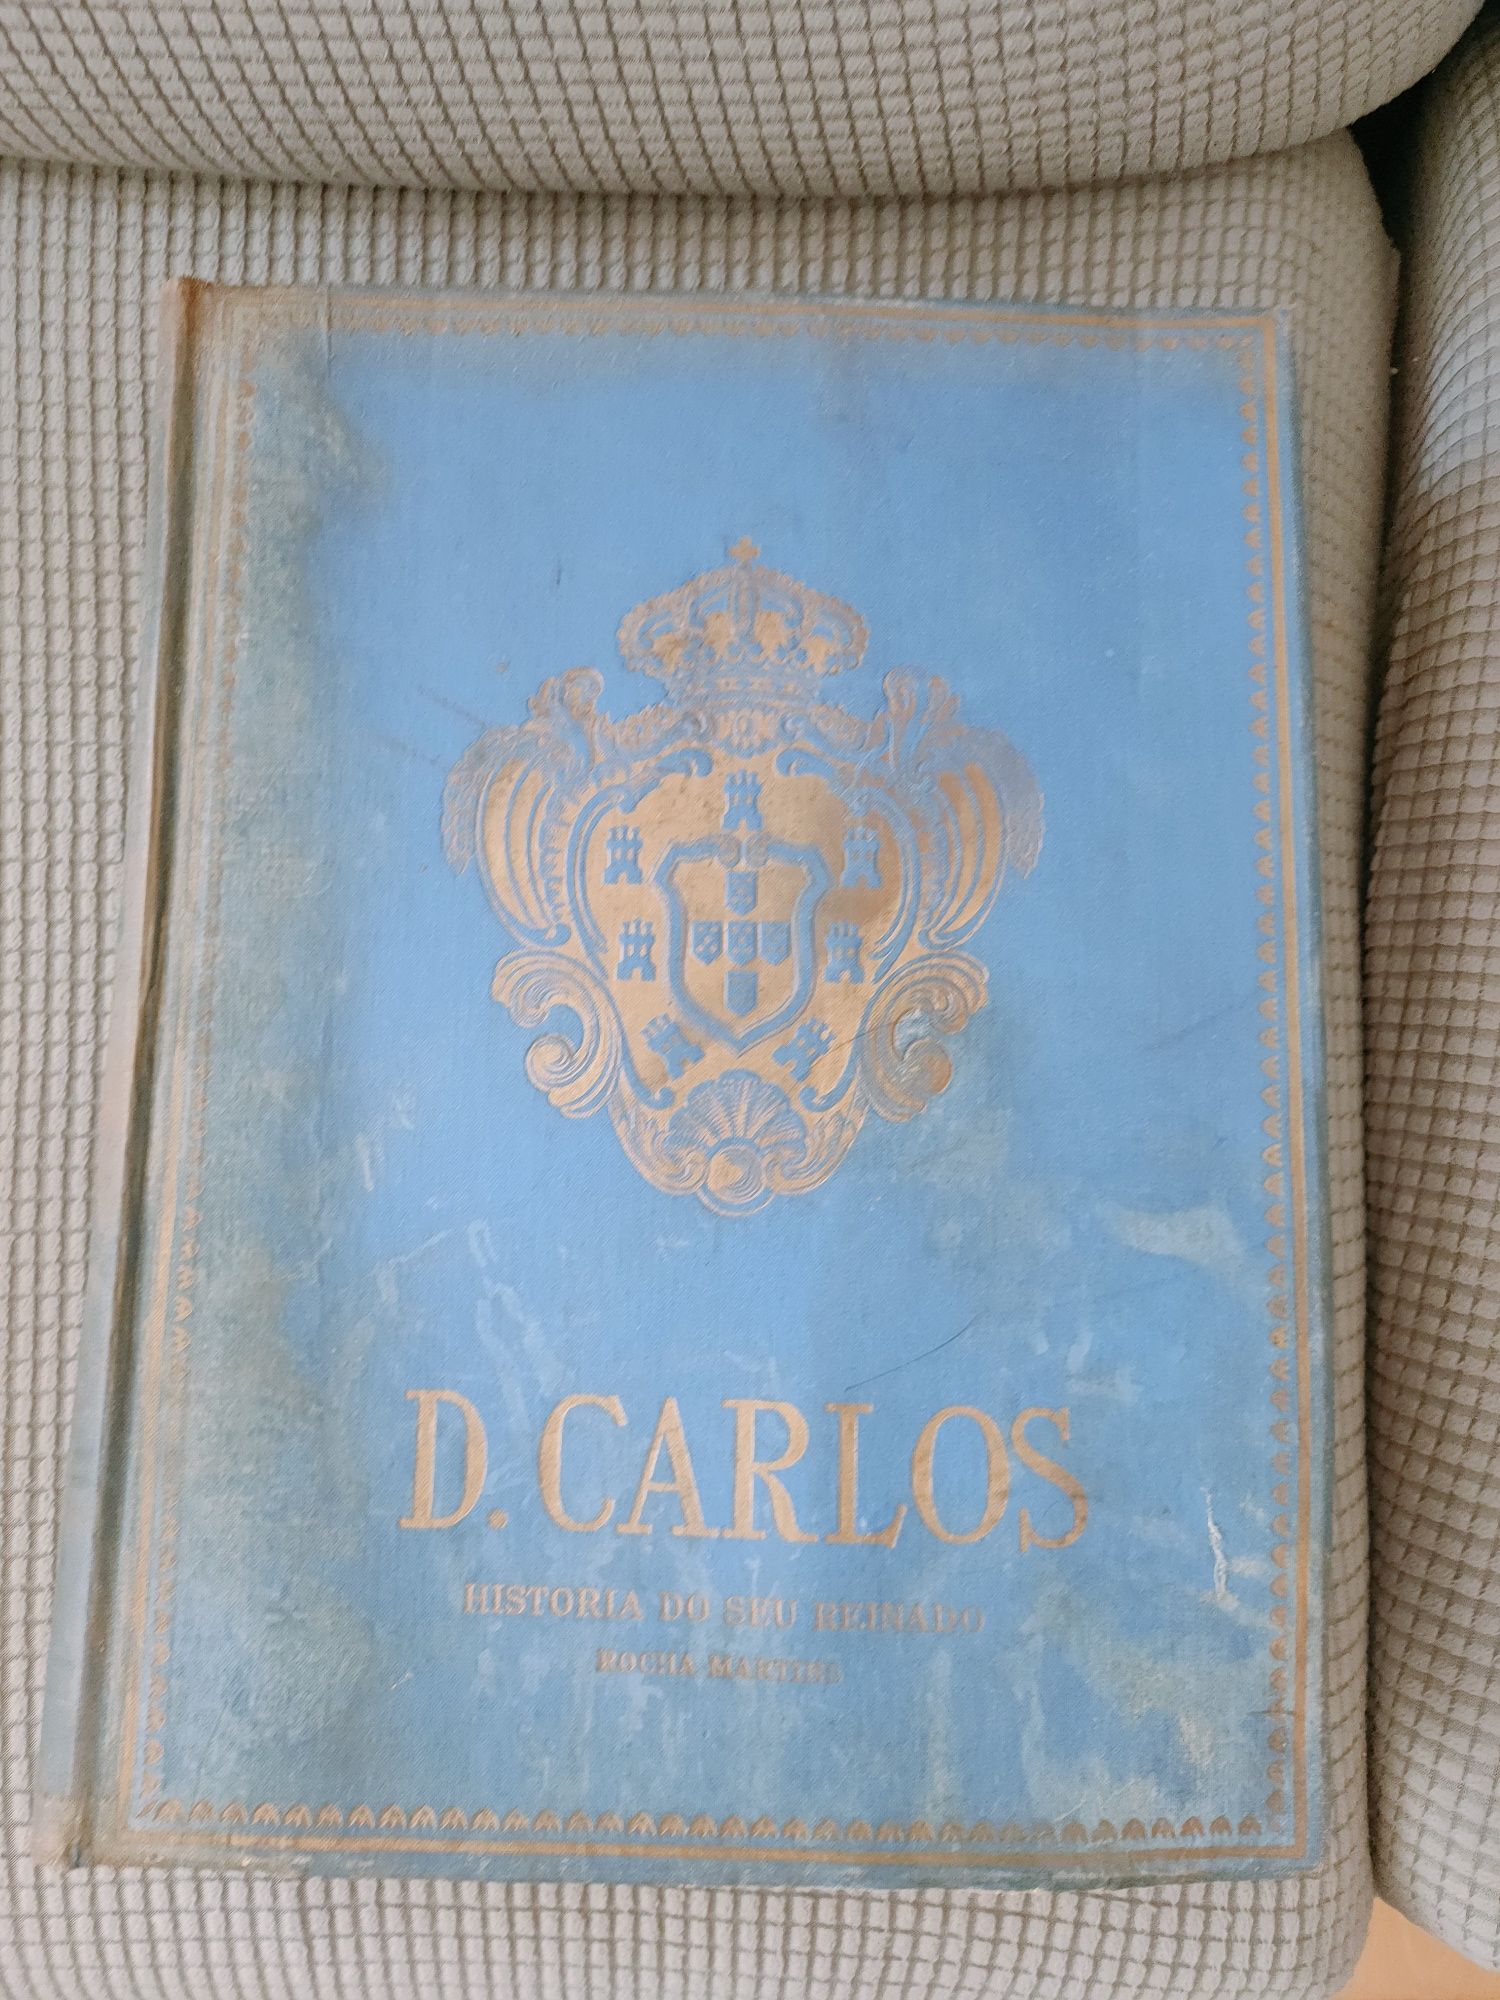 D. CARLOS
HISTORIA DO SEU REINADO
ROCHA MARTINS